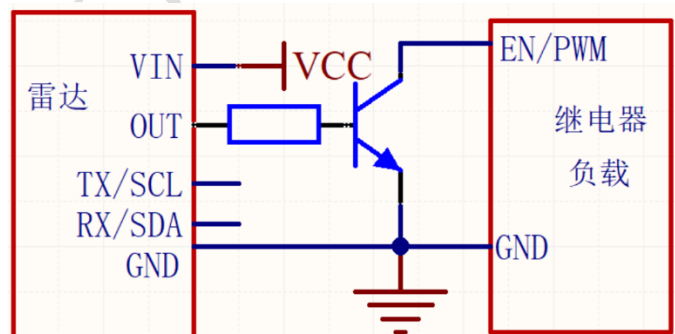 VIN
VCC
EN/PWM
雷达
OUT
继电器
负载
TX/SCL
RX/SDA
GND
GND